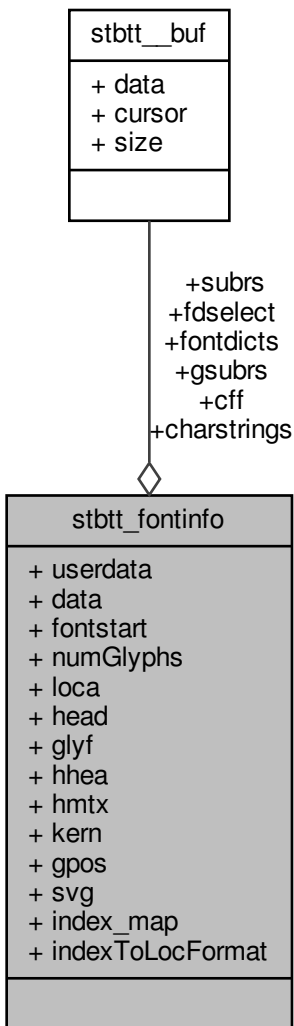 stbtt__buf
+ data
+ cursor
+ size
+subrs
+fdselect
+fontdicts
+gsubrs
+cff
+charstrings
stbtt_fontinfo
+ userdata
+ data
+ fontstart
+ numGlyphs
+ loca
+ head
+ glyf
+ hhea
+ hmtx
+ kern
+ gpos
+ svg
+ index_map
+ indexToLocFormat